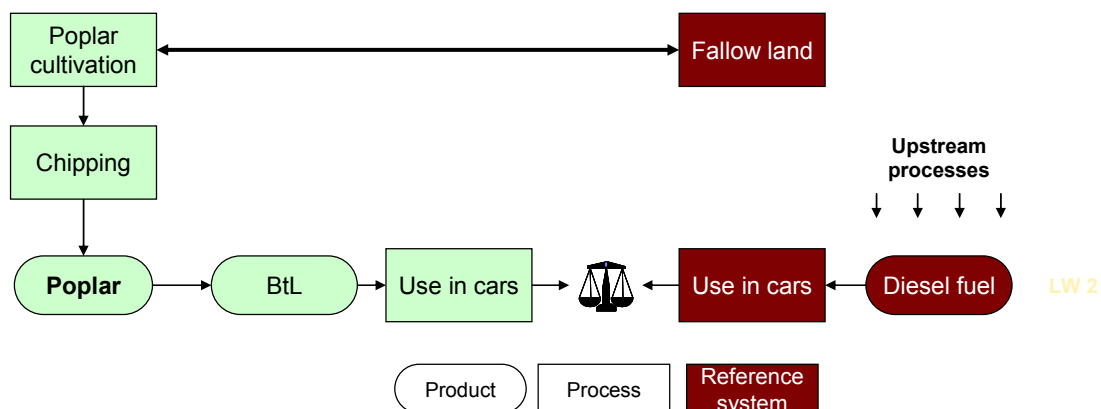 Poplar
cultivation
Fallow land
Chipping
Upstream
processes
Poplar
BtL
Use in cars
Use in cars
Diesel fuel
LW 2
Product
Process
Reference
system